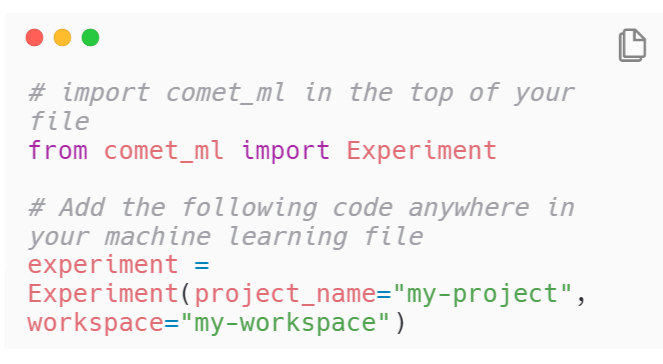 # import comet_ml in the top of your
file
from comet_ml import Experiment
# Add the following code anywhere in
your machine learning file
experiment =
Experiment(project_name="my-project",
workspace="my-workspace")